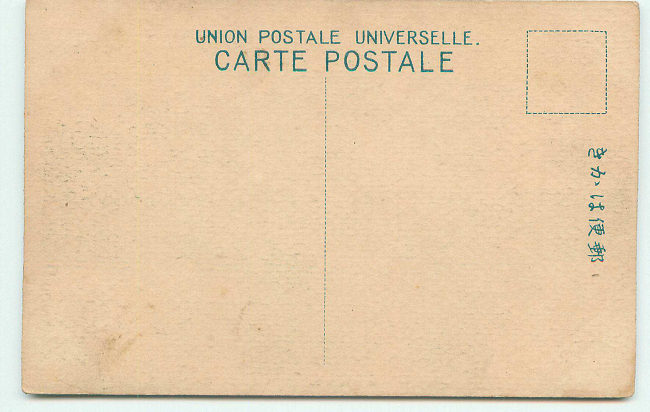 UNION POSTALE UNIVERSELLE.
CARTE POSTALE
きかは便郵